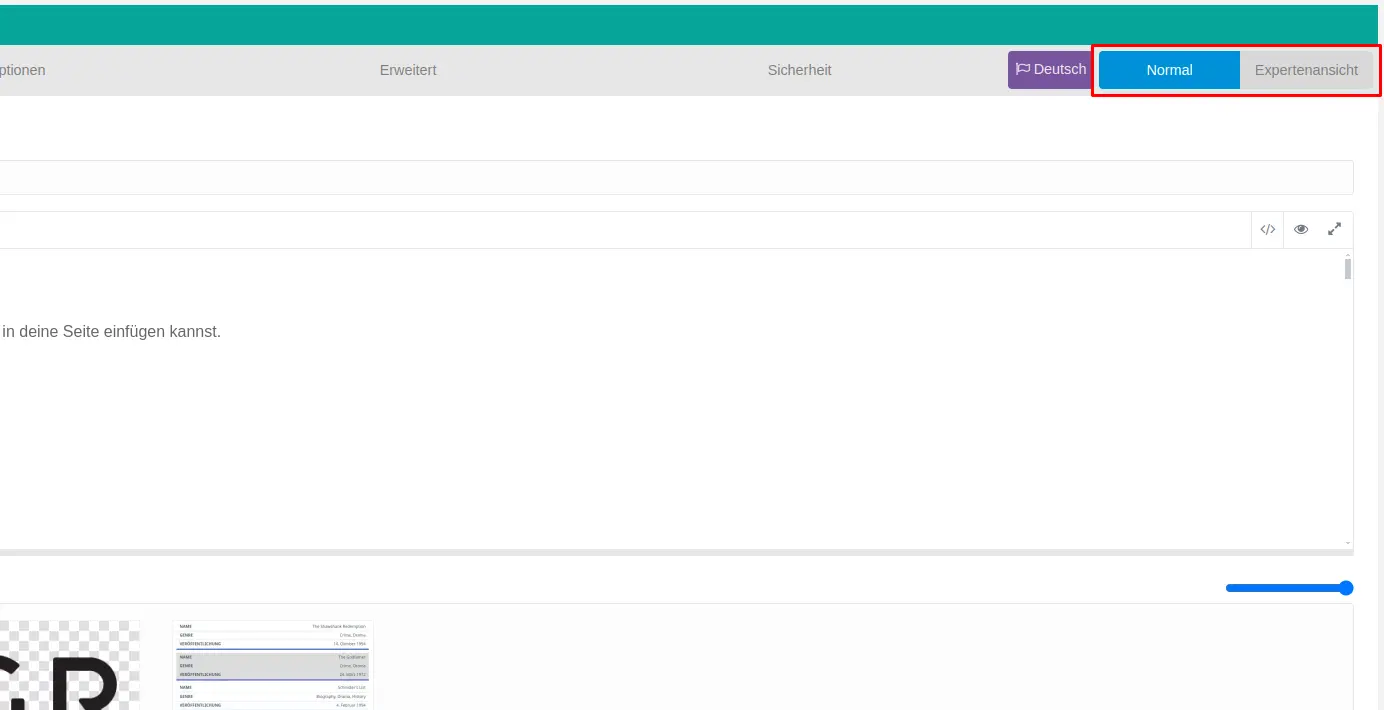 ptionen
Erweitert
Sicherheit
Deutsch
Normal
Expertenansicht
in deine Seite einfügen kannst.
GR
NAME The Shawshank Redemption
GENRE Crime, Drama
VERÖFFENTLICHUNG 10. Oktober 1994
NAME The Godfather
GENRE Crime, Drama
VERÖFFENTLICHUNG 24. März 1972
NAME Schindler's List
GENRE Biography, Drama, History
VERÖFFENTLICHUNG 4. Februar 1994